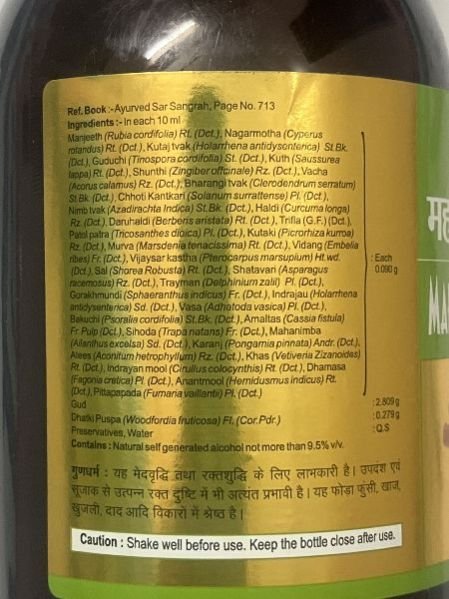 Ref. Book :- Ayurved Sar Sangrah, Page No. 713
Ingredients :- In each 10 ml
Manjeeth (Rubia cordifolia) Rt. (Dct.), Nagarmotha (Cyperus
rotandus) Rt. (Dct.), Kutaj tvak (Holarrhena antidysenterica) St.Bk.
(Dct.), Guduchi (Tinospora cordifolia) St. (Dct.), Kuth (Saussurea
lappa) Rt. (Dct.), Shunthi (Zingiber officinale) Rz. (Dct.), Vacha
(Acorus calamus) Rz. (Dct.), Bharangi tvak (Clerodendrum serratum)
St.Bk. (Dct.), Chhoti Kantkari (Solanum surrattense) Pl. (Dct.),
Nimb tvak (Azadirachta Indica) St.Bk. (Dct.), Haldi (Curcuma longa)
Rz. (Dct.), Daruhaldi (Berberis aristata) Rt. (Dct.), Trifla (G.F.) (Dct.),
Patol patra (Tricosanthes dioica) Pl. (Dct.), Kutaki (Picrorhiza kurroa)
Rz. (Dct.), Murva (Marsdenia tenacissima) Rt. (Dct.), Vidang (Embelia
ribes) Fr. (Dct.), Vijaysar kastha (Pterocarpus marsupium) Ht.wd.
(Dct.), Sal (Shorea Robusta) Rt. (Dct.), Shatavari (Asparagus
racemosus) Rz. (Dct.), Trayman (Delphinium zalil) Pl. (Dct.),
Gorakhmundi (Sphaeranthus indicus) Fr. (Dct.), Indrajau (Holarrhena
antidysenterica) Sd. (Dct.), Vasa (Adhatoda vasica) Pl. (Dct.),
Bakuchi (Psoralia cordifolia) St.Bk. (Dct.), Amaltas (Cassia fistula)
Fr. Pulp (Dct.), Sihoda (Trapa natans) Fr. (Dct.), Mahanimba
(Ailanthus excelsa) Sd. (Dct.), Karanj (Pongamia pinnata) Andr. (Dct.),
Atees (Aconitum hetrophyllum) Rz. (Dct.), Khas (Vetiveria Zizanoides)
Rt. (Dct.), Indrayan mool (Cirullus colocynthis) Rt. (Dct.), Dhamasa
(Fagonia cretica) Pl. (Dct.), Anantmool (Hemidusmus indicus) Rt.
(Dct.), Pittapapada (Fumaria vaillantii) Pl. (Dct.)
: Each
0.090 g
Gud :2.809g
Dhatki Puspa (Woodfordia fruticosa) Fl. (Cor.Pdr.) :0.279g
Preservatives, Water :Q.S
Contains : Natural self generated alcohol not more than 9.5% v/v.
गुणधर्म : यह मेदवृद्धि तथा रक्तशुद्धि के लिए लाभकारी है। उपदंश एवं
सूजाक से उत्पन्न रक्त दुष्टि में भी अत्यंत प्रभावी है। यह फोड़ा फुंसी, खाज,
खुजली, दाद आदि विकारों में श्रेष्ठ है।
Caution : Shake well before use. Keep the bottle close after use.
मह
MA